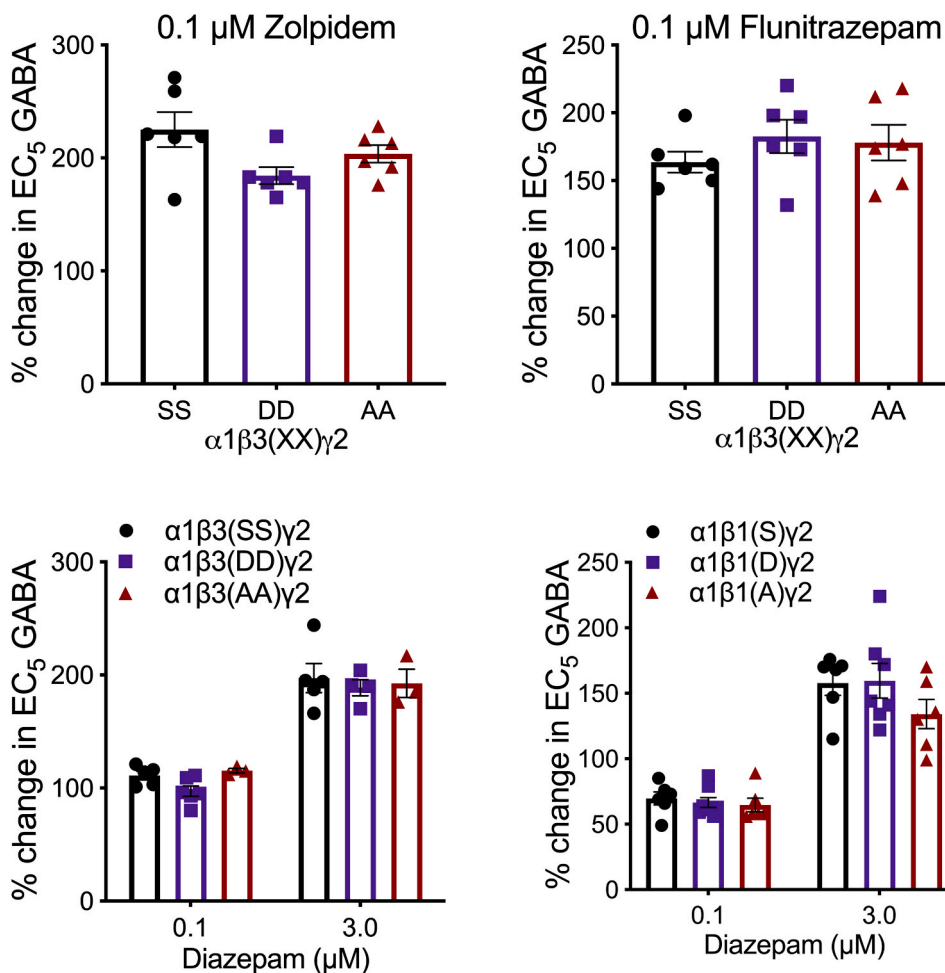 0.1 µM Zolpidem
% change in EC5 GABA
300
200
100
0
SS DD AA
α1β3(XX)γ2
0.1 µM Flunitrazepam
% change in EC5 GABA
250
200
150
100
50
0
SS DD AA
α1β3(XX)γ2
α1β3(SS)γ2
α1β3(DD)γ2
α1β3(AA)γ2
% change in EC5 GABA
300
200
100
0
0.1 3.0
Diazepam (µM)
α1β1(S)γ2
α1β1(D)γ2
α1β1(A)γ2
% change in EC5 GABA
250
200
150
100
50
0
0.1 3.0
Diazepam (µM)